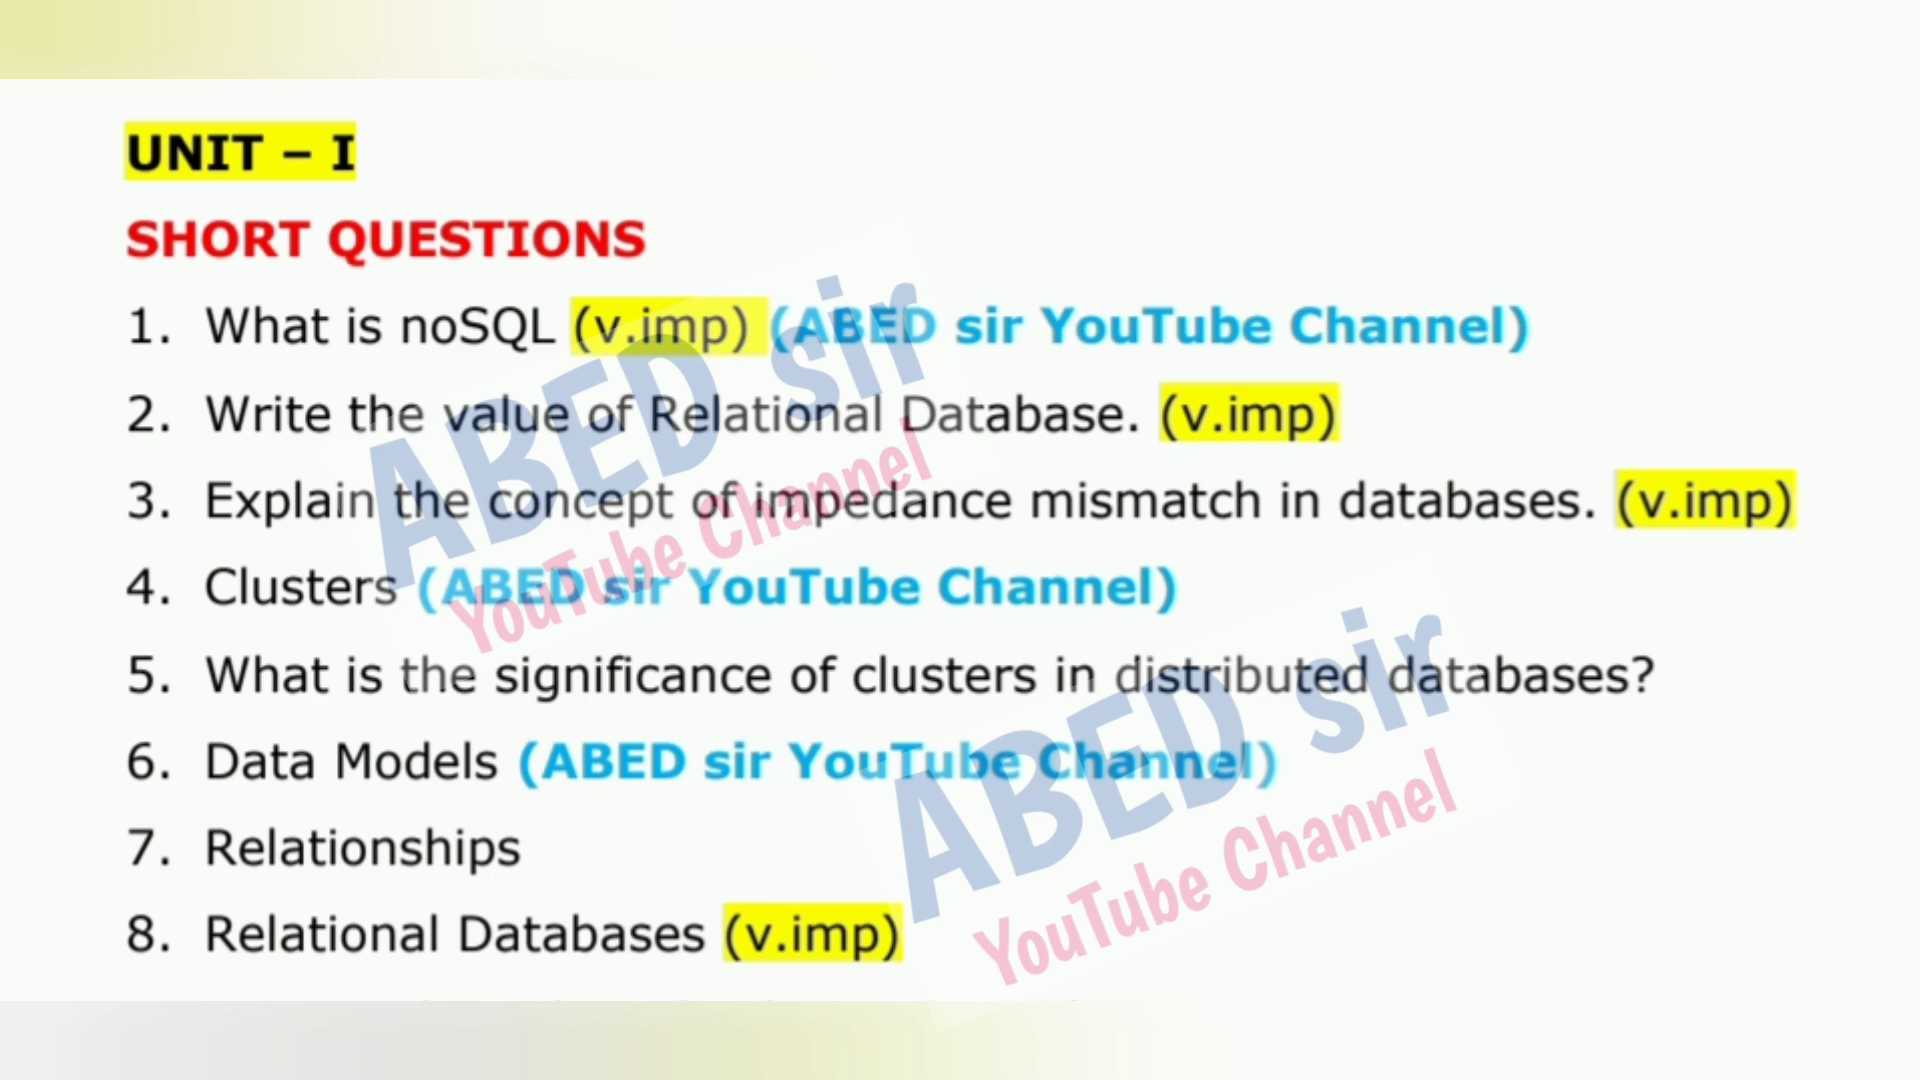 UNIT – I
SHORT QUESTIONS
1. What is noSQL (v.imp) (ABED sir YouTube Channel)
2. Write the value of Relational Database. (v.imp)
3. Explain the concept of impedance mismatch in databases. (v.imp)
4. Clusters (ABED sir YouTube Channel)
5. What is the significance of clusters in distributed databases?
6. Data Models (ABED sir YouTube Channel)
7. Relationships
8. Relational Databases (v.imp)
ABED sir
YouTube Channel
ABED sir
YouTube Channel